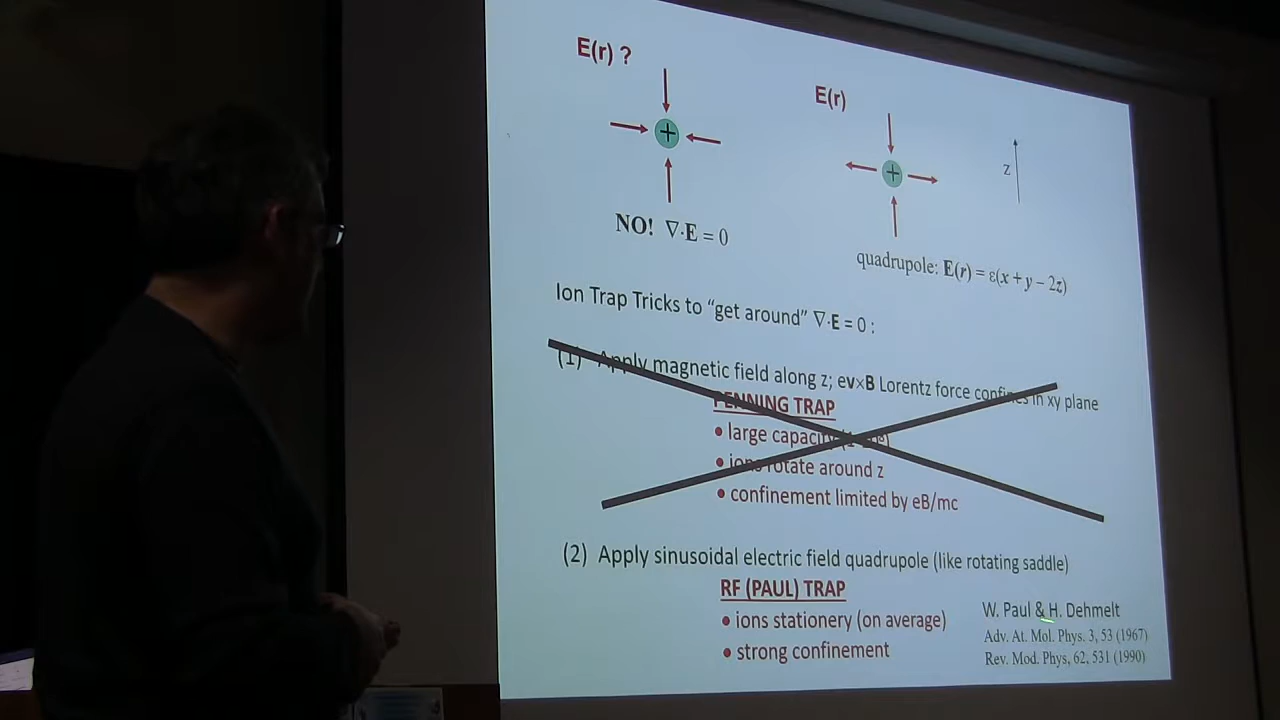 E(r) ?
E(r)
+
+
z
NO! ∇·E = 0
quadrupole: E(r) = ε(x + y − 2z)
Ion Trap Tricks to “get around” ∇·E = 0 :
(1) Apply magnetic field along z; ev×B Lorentz force confines in xy plane
PENNING TRAP
• large capacity
• ions rotate around z
• confinement limited by eB/mc
(2) Apply sinusoidal electric field quadrupole (like rotating saddle)
RF (PAUL) TRAP
• ions stationery (on average)
• strong confinement
W. Paul & H. Dehmelt
Adv. At. Mol. Phys. 3, 53 (1967)
Rev. Mod. Phys, 62, 531 (1990)